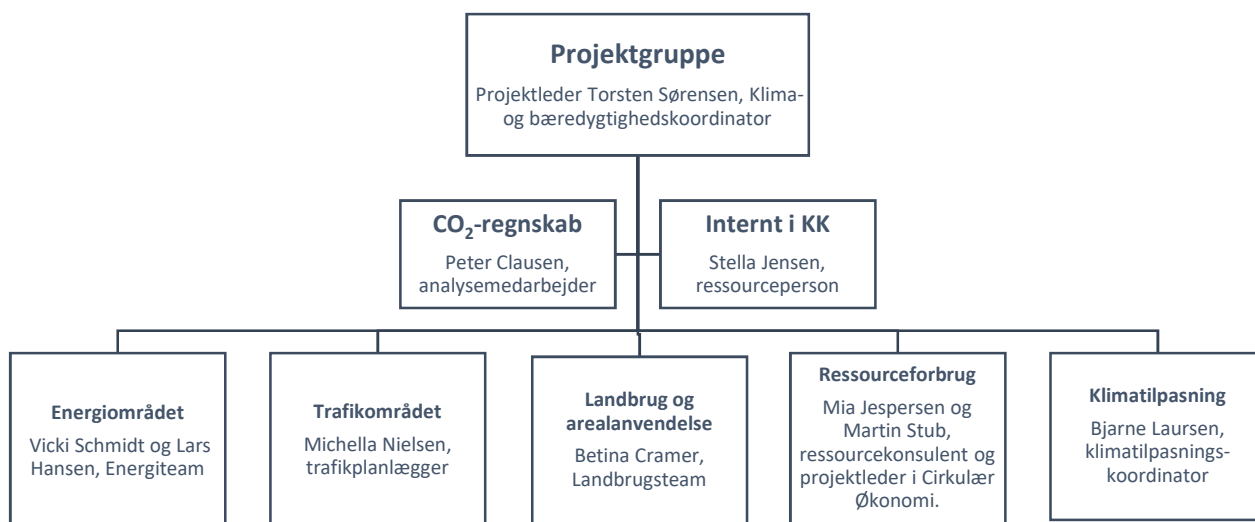 Projektgruppe
Projektleder Torsten Sørensen, Klima-
og bæredygtighedskoordinator
CO₂-regnskab
Peter Clausen,
analysemedarbejder
Internt i KK
Stella Jensen,
ressourceperson
Energiområdet
Vicki Schmidt og Lars
Hansen, Energiteam
Trafikområdet
Michella Nielsen,
trafikplanlægger
Landbrug og
arealanvendelse
Betina Cramer,
Landbrugsteam
Ressourceforbrug
Mia Jespersen og
Martin Stub,
ressourcekonsulent og
projektleder i Cirkulær
Økonomi.
Klimatilpasning
Bjarne Laursen,
klimatilpasnings-
koordinator